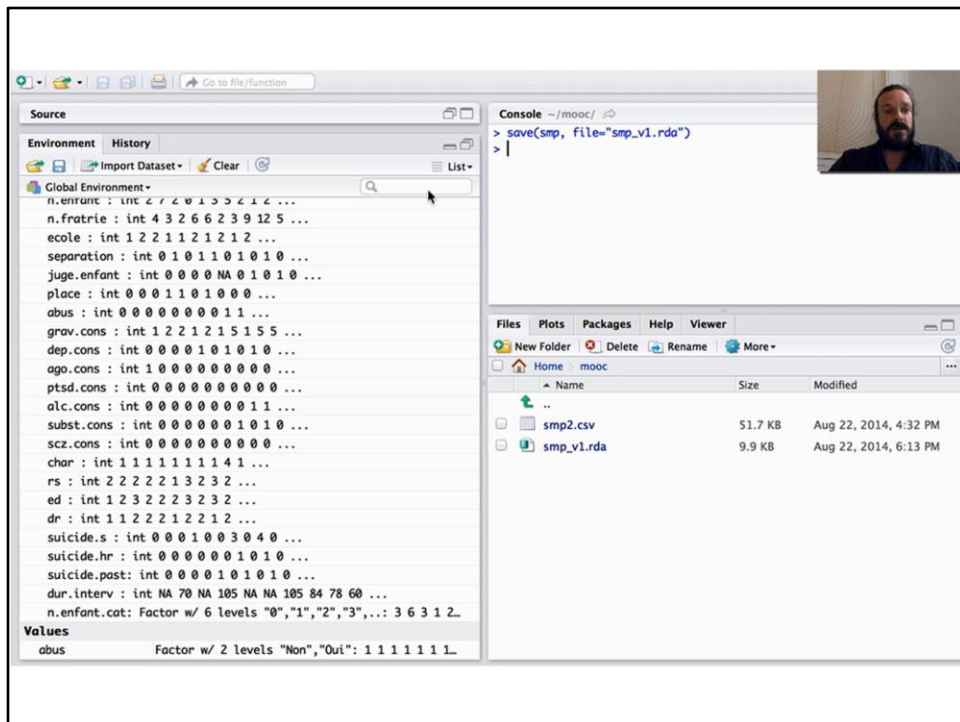 Go to file/function
Source
Environment History
Import Dataset Clear List
Global Environment
n.enfant : int 2 7 2 0 1 3 5 2 1 2 ...
n.fratrie : int 4 3 2 6 6 2 3 9 12 5 ...
ecole : int 1 2 2 1 1 2 1 2 1 2 ...
separation : int 0 1 0 1 1 0 1 0 1 0 ...
juge.enfant : int 0 0 0 0 NA 0 1 0 1 0 ...
place : int 0 0 0 1 1 0 1 0 0 0 ...
abus : int 0 0 0 0 0 0 0 0 1 1 ...
grav.cons : int 1 2 2 1 2 1 5 1 5 5 ...
dep.cons : int 0 0 0 0 1 0 1 0 1 0 ...
ago.cons : int 1 0 0 0 0 0 0 0 0 0 ...
ptsd.cons : int 0 0 0 0 0 0 0 0 0 0 ...
alc.cons : int 0 0 0 0 0 0 0 0 1 1 ...
subst.cons : int 0 0 0 0 0 0 1 0 1 0 ...
scz.cons : int 0 0 0 0 0 0 0 0 0 0 ...
char : int 1 1 1 1 1 1 1 1 4 1 ...
rs : int 2 2 2 2 2 1 3 2 3 2 ...
ed : int 1 2 3 2 2 2 3 2 3 2 ...
dr : int 1 1 2 2 2 1 2 2 1 2 ...
suicide.s : int 0 0 0 1 0 0 3 0 4 0 ...
suicide.hr : int 0 0 0 0 0 0 1 0 1 0 ...
suicide.past: int 0 0 0 0 1 0 1 0 1 0 ...
dur.interv : int NA 70 NA 105 NA NA 105 84 78 60 ...
n.enfant.cat: Factor w/ 6 levels "0","1","2","3",..: 3 6 3 1 2…
Values
abus Factor w/ 2 levels "Non","Oui": 1 1 1 1 1 1 1…
Console ~/mooc/
> save(smp, file="smp_v1.rda")
>
Files Plots Packages Help Viewer
New Folder Delete Rename More
Home mooc ...
Name Size Modified
..
smp2.csv 51.7 KB Aug 22, 2014, 4:32 PM
smp_v1.rda 9.9 KB Aug 22, 2014, 6:13 PM